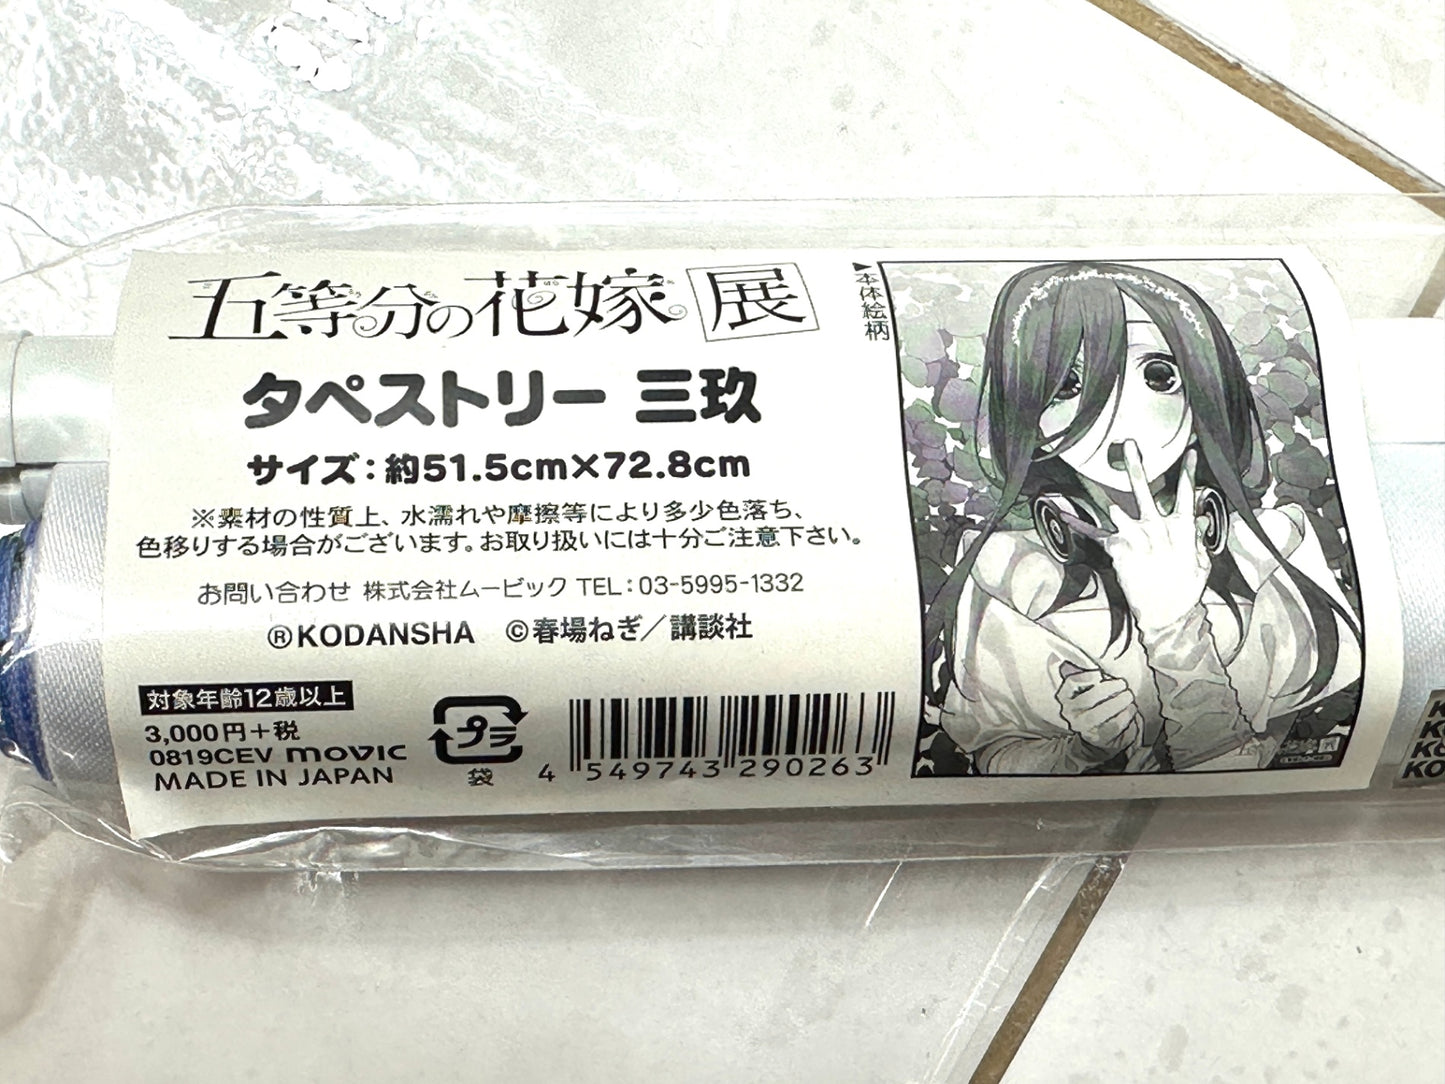 五等分の花嫁 展
タペストリー 三玖
サイズ：約51.5cm×72.8cm
※素材の性質上、水濡れや摩擦等により多少色落ち、
色移りする場合がございます。お取り扱いには十分ご注意下さい。
お問い合わせ 株式会社ムービック TEL：03-5995-1332
®KODANSHA ©春場ねぎ／講談社
対象年齢12歳以上
3,000円＋税
0819CEV movic
MADE IN JAPAN
プラ
袋
4 549743 290263
▶本体絵柄